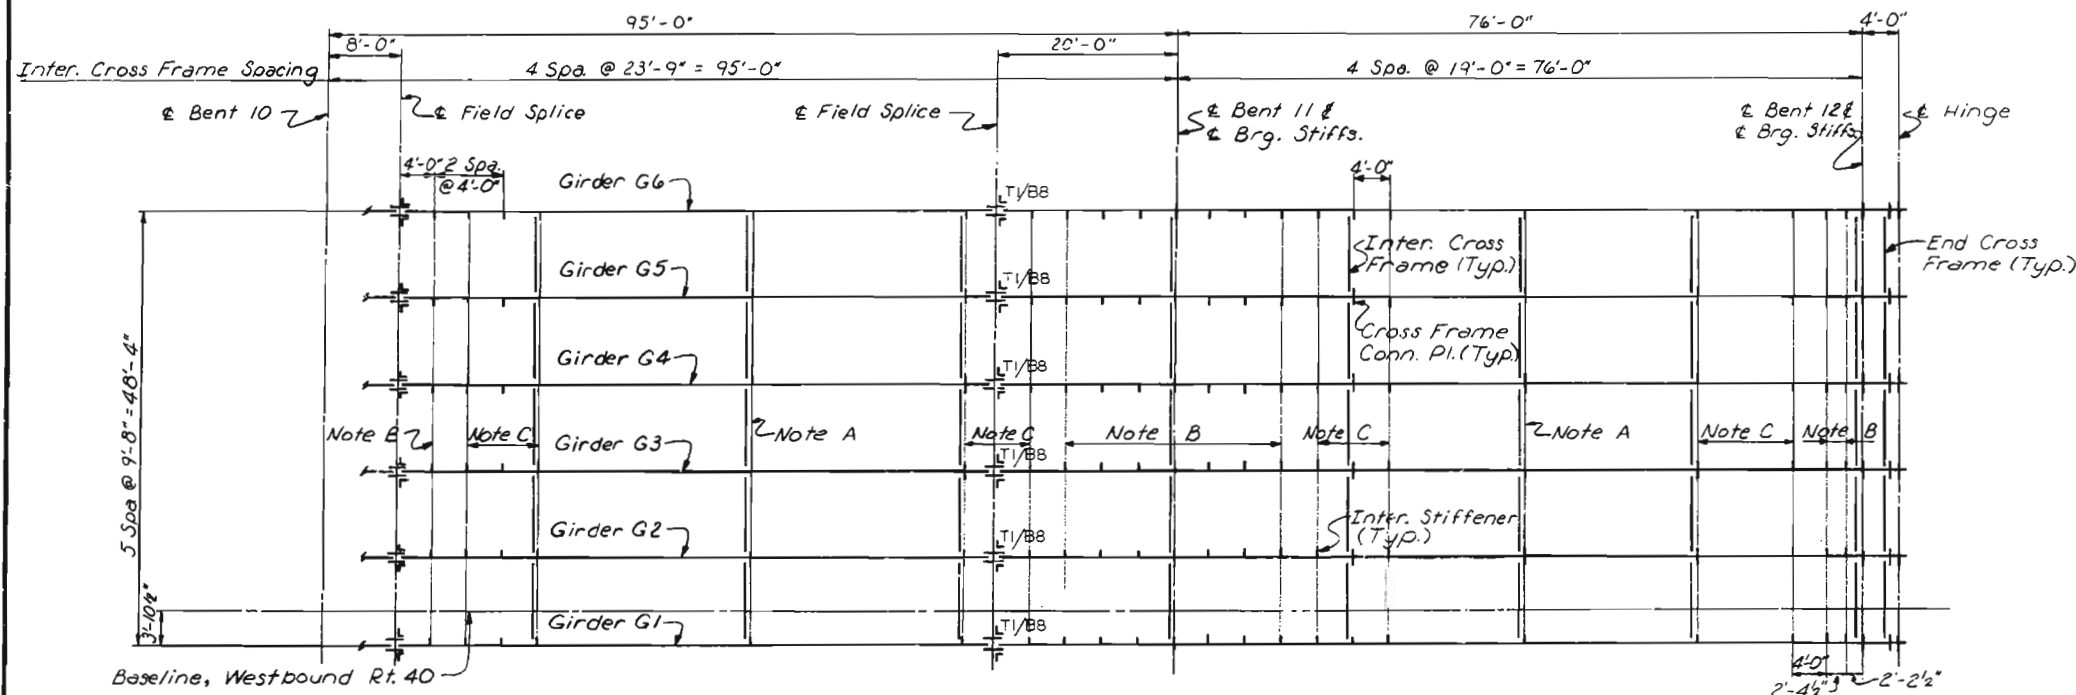 95'-0"
76'-0"
4'-0"
8'-0"
20'-0"
Inter. Cross Frame Spacing
4 Spa. @ 23'-9" = 95'-0"
4 Spa. @ 19'-0" = 76'-0"
℄ Bent 10
℄ Field Splice
℄ Field Splice
℄ Bent 11 &
℄ Brg. Stiffs.
℄ Bent 12 &
℄ Brg. Stiffs.
℄ Hinge
4'-0"
2 Spa.
@ 4'-0"
4'-0"
Girder G6
T1/B8
Inter. Cross
Frame (Typ.)
End Cross
Frame (Typ.)
Girder G5
T1/B8
Cross Frame
Conn. Pl. (Typ.)
Girder G4
T1/B8
5 Spa @ 9'-8" = 48'-4"
Note B
Note C
Note A
Note C
Note B
Note C
Note A
Note C
Note B
Girder G3
T1/B8
Inter. Stiffener
(Typ.)
Girder G2
T1/B8
3'-10½"
Girder G1
T1/B8
Baseline, Westbound Rt. 40
4'-0"
2'-4½"
2'-2½"